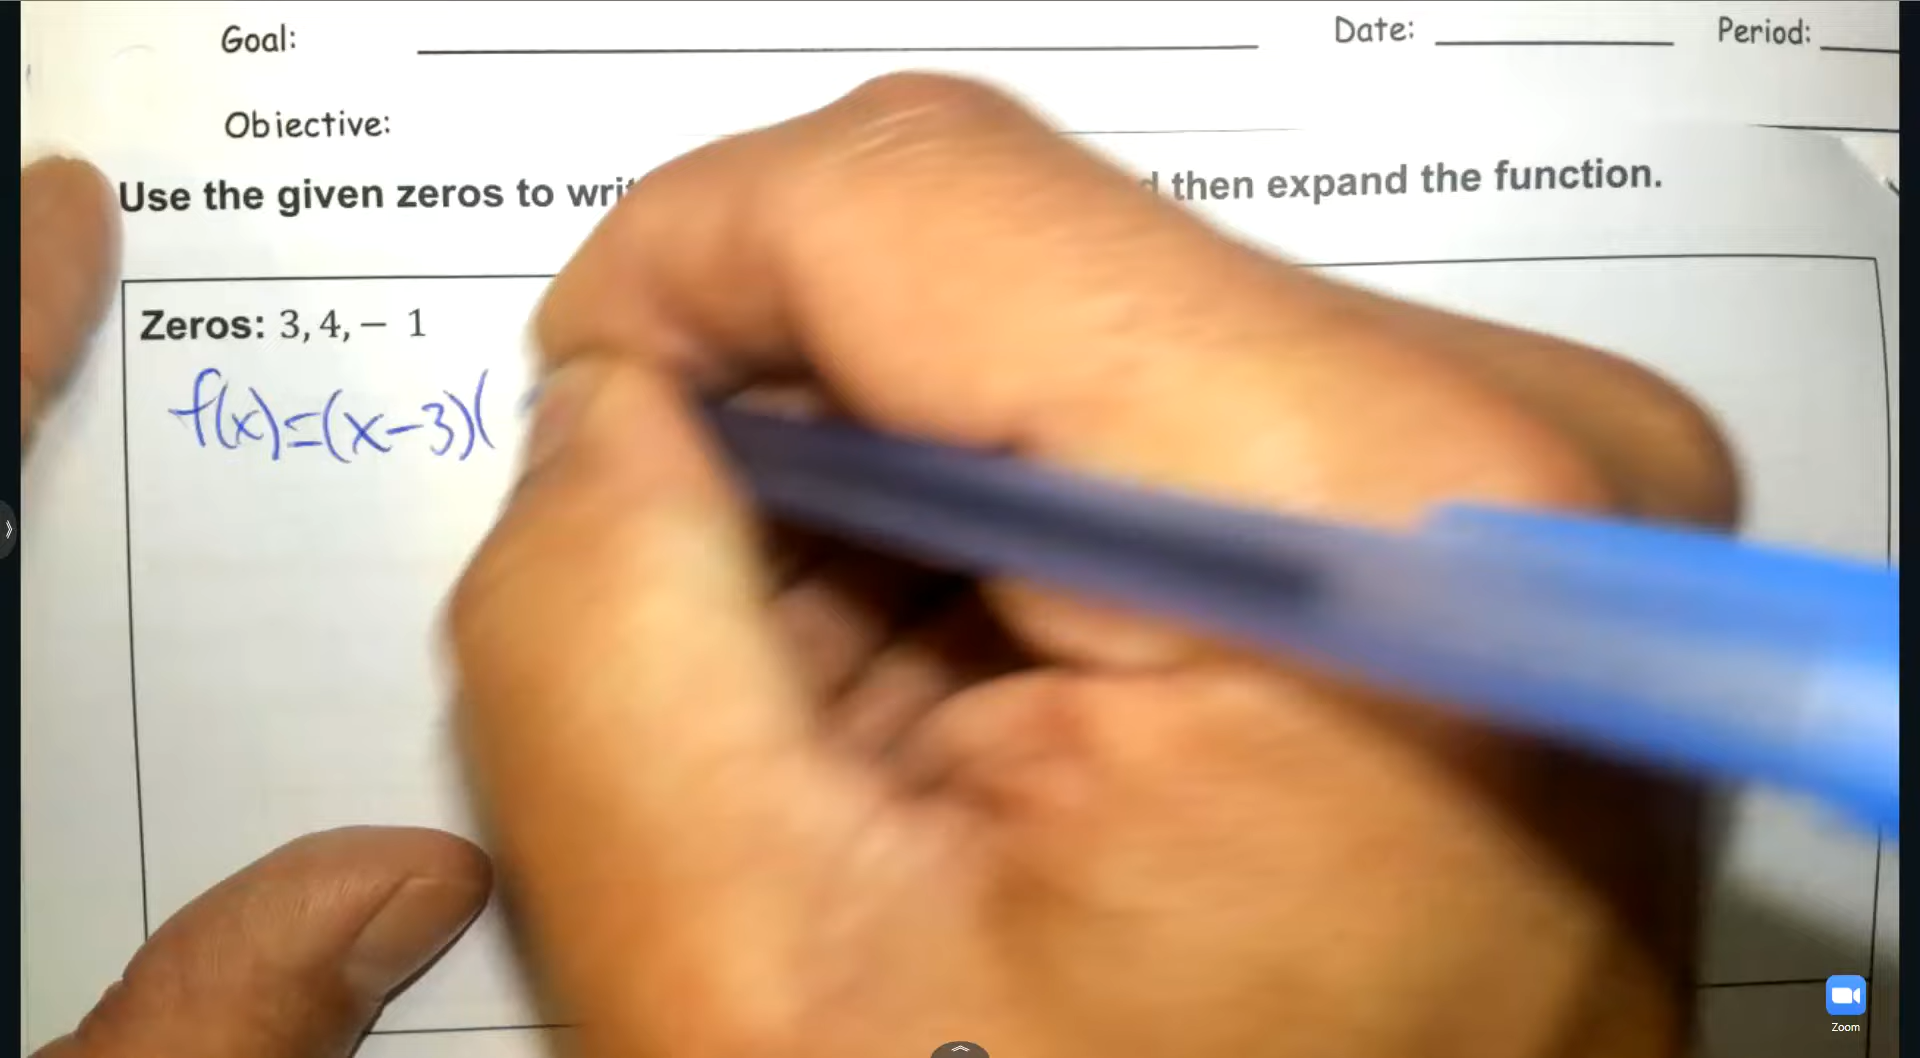 Goal: Date: Period:
Objective:
Use the given zeros to then expand the function.
Zeros: 3, 4, − 1
f(x)=(x−3)(
Zoom